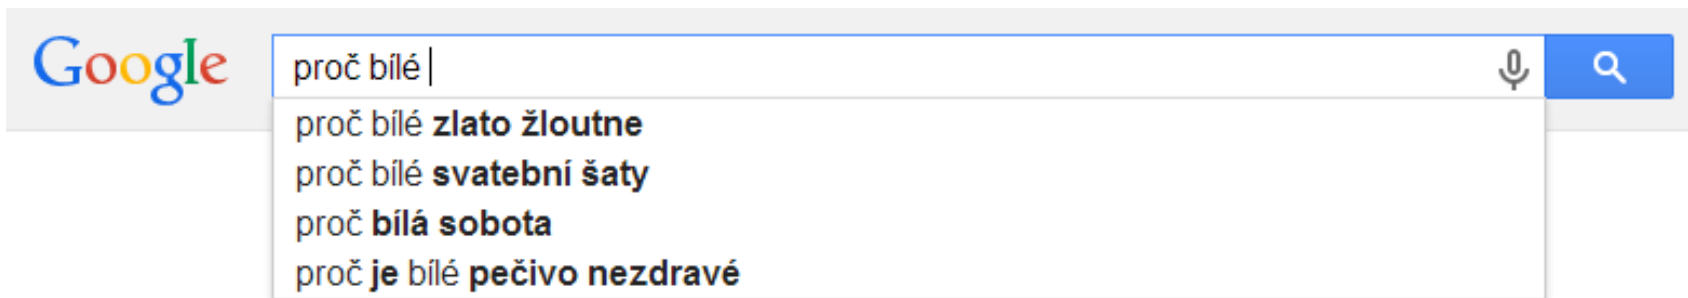 Google
proč bílé
proč bílé zlato žloutne
proč bílé svatební šaty
proč bílá sobota
proč je bílé pečivo nezdravé